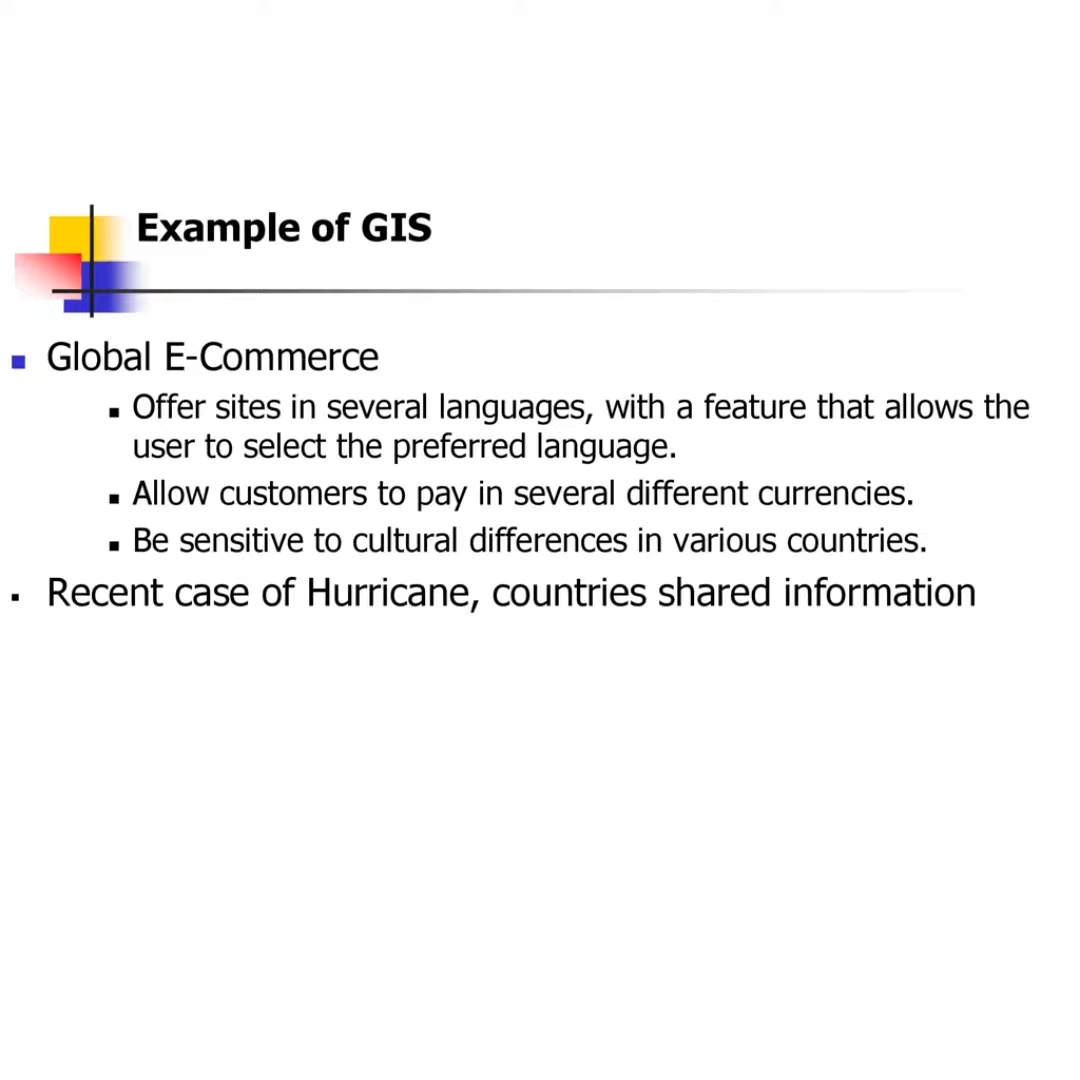 Example of GIS
Global E-Commerce
Offer sites in several languages, with a feature that allows the
user to select the preferred language.
Allow customers to pay in several different currencies.
Be sensitive to cultural differences in various countries.
Recent case of Hurricane, countries shared information